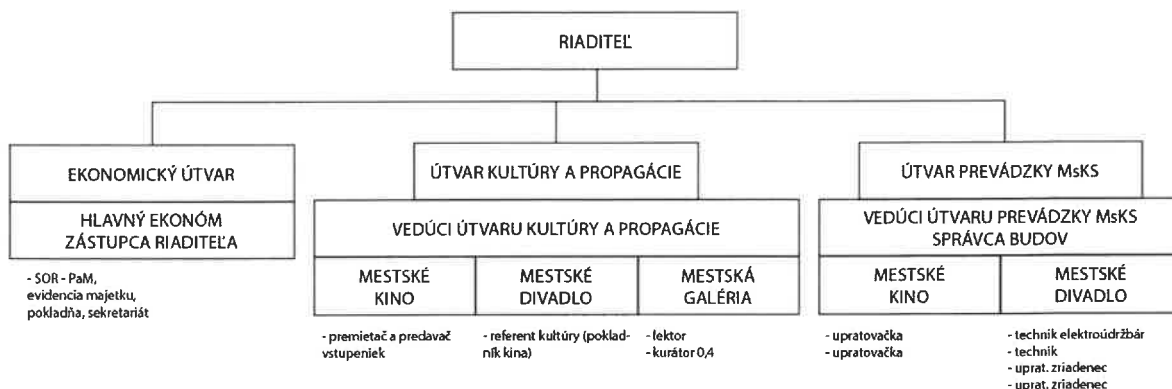 RIADITEĽ
EKONOMICKÝ ÚTVAR
HLAVNÝ EKONÓM
ZÁSTUPCA RIADITEĽA
- SOR - PaM,
evidencia majetku,
pokladňa, sekretariát
ÚTVAR KULTÚRY A PROPAGÁCIE
VEDÚCI ÚTVARU KULTÚRY A PROPAGÁCIE
MESTSKÉ
KINO
- premietač a predavač
vstupeniek
MESTSKÉ
DIVADLO
- referent kultúry (poklad-
ník kina)
MESTSKÁ
GALÉRIA
- lektor
- kurátor 0,4
ÚTVAR PREVÁDZKY MsKS
VEDÚCI ÚTVARU PREVÁDZKY MsKS
SPRÁVCA BUDOV
MESTSKÉ
KINO
- upratovačka
- upratovačka
MESTSKÉ
DIVADLO
- technik elektroúdržbár
- technik
- uprat. zriadenec
- uprat. zriadenec